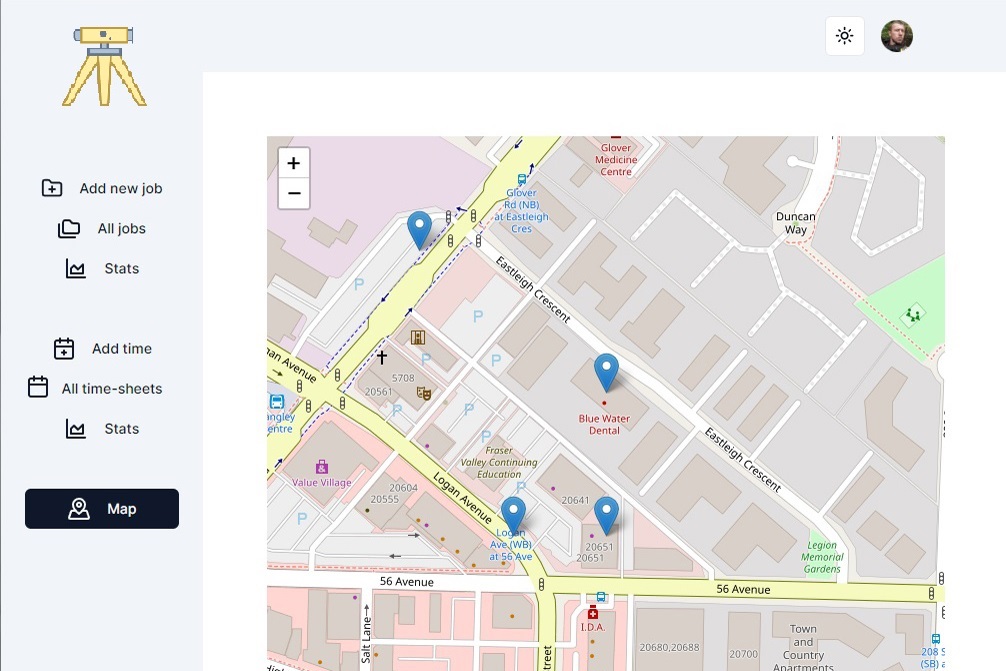 Add new job
All jobs
Stats
Add time
All time-sheets
Stats
Map
+
−
Glover
Medicine
Centre
Glover
Rd (NB)
at Eastleigh
Cres
Duncan
Way
P
Eastleigh Crescent
P
P
P
5708
20561
P
P
Blue Water
Dental
Eastleigh Crescent
Value Village
P
Fraser
Valley Continuing
Education
P
20604
20555
Logan Avenue
20641
P
Logan
Ave (WB)
at 56 Ave
20651
20651
Legion
Memorial
Gardens
56 Avenue
56 Avenue
Salt Lane
I.D.A.
20680,20688
20700
Town
and
Country
Apartments
208 S
(SB) a